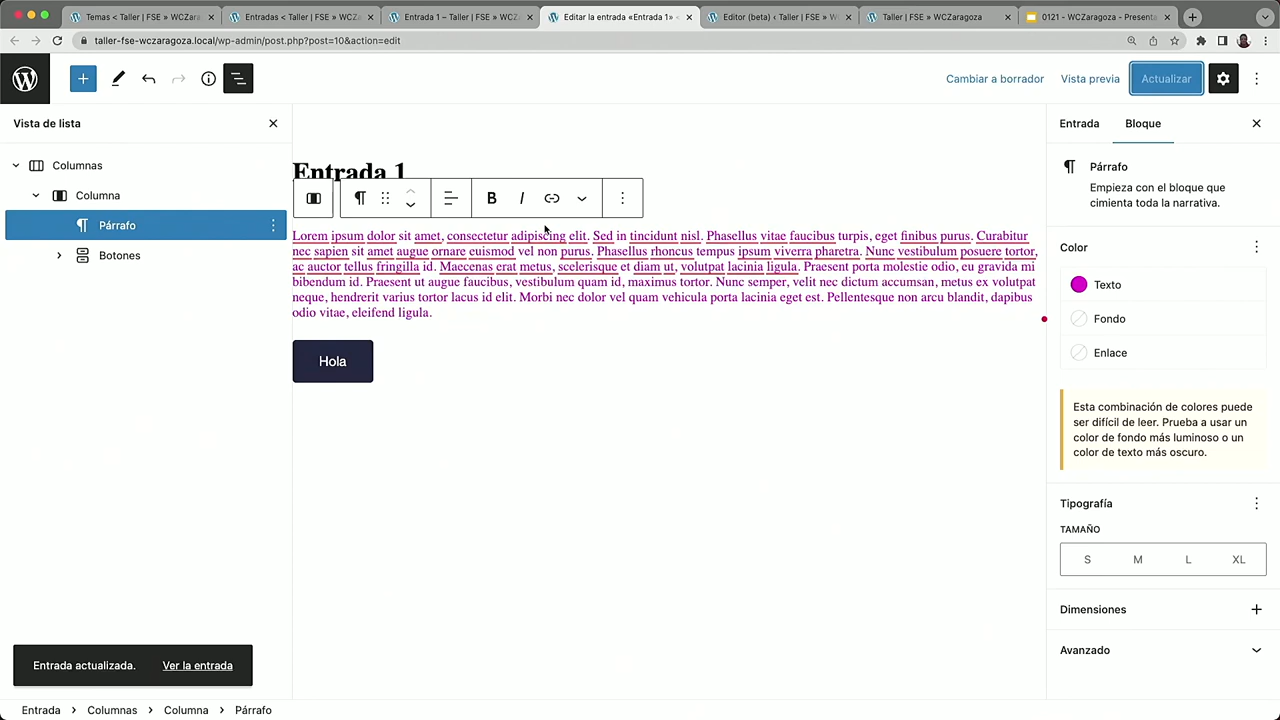 Temas < Taller | FSE » WCZ
Entradas < Taller | FSE » WCZa
Entrada 1 – Taller | FSE » WCZ
Editar la entrada «Entrada 1» ‹
Editor (beta) ‹ Taller | FSE » W
Taller | FSE » WCZaragoza
0121 - WCZaragoza - Presenta
taller-fse-wczaragoza.local/wp-admin/post.php?post=10&action=edit
Cambiar a borrador
Vista previa
Actualizar
Vista de lista
Columnas
Columna
Párrafo
Botones
Entrada 1
B I
Lorem ipsum dolor sit amet, consectetur adipiscing elit. Sed in tincidunt nisl. Phasellus vitae faucibus turpis, eget finibus purus. Curabitur
nec sapien sit amet augue ornare euismod vel non purus. Phasellus rhoncus tempus ipsum viverra pharetra. Nunc vestibulum posuere tortor,
ac auctor tellus fringilla id. Maecenas erat metus, scelerisque et diam ut, volutpat lacinia ligula. Praesent porta molestie odio, eu gravida mi
bibendum id. Praesent ut augue faucibus, vestibulum quam id, maximus tortor. Nunc semper, velit nec dictum accumsan, metus ex volutpat
neque, hendrerit varius tortor lacus id elit. Morbi nec dolor vel quam vehicula porta lacinia eget est. Pellentesque non arcu blandit, dapibus
odio vitae, eleifend ligula.
Hola
Entrada
Bloque
Párrafo
Empieza con el bloque que
cimienta toda la narrativa.
Color
Texto
Fondo
Enlace
Esta combinación de colores puede
ser difícil de leer. Prueba a usar un
color de fondo más luminoso o un
color de texto más oscuro.
Tipografía
TAMAÑO
S M L XL
Dimensiones
Avanzado
Entrada actualizada.
Ver la entrada
Entrada > Columnas > Columna > Párrafo